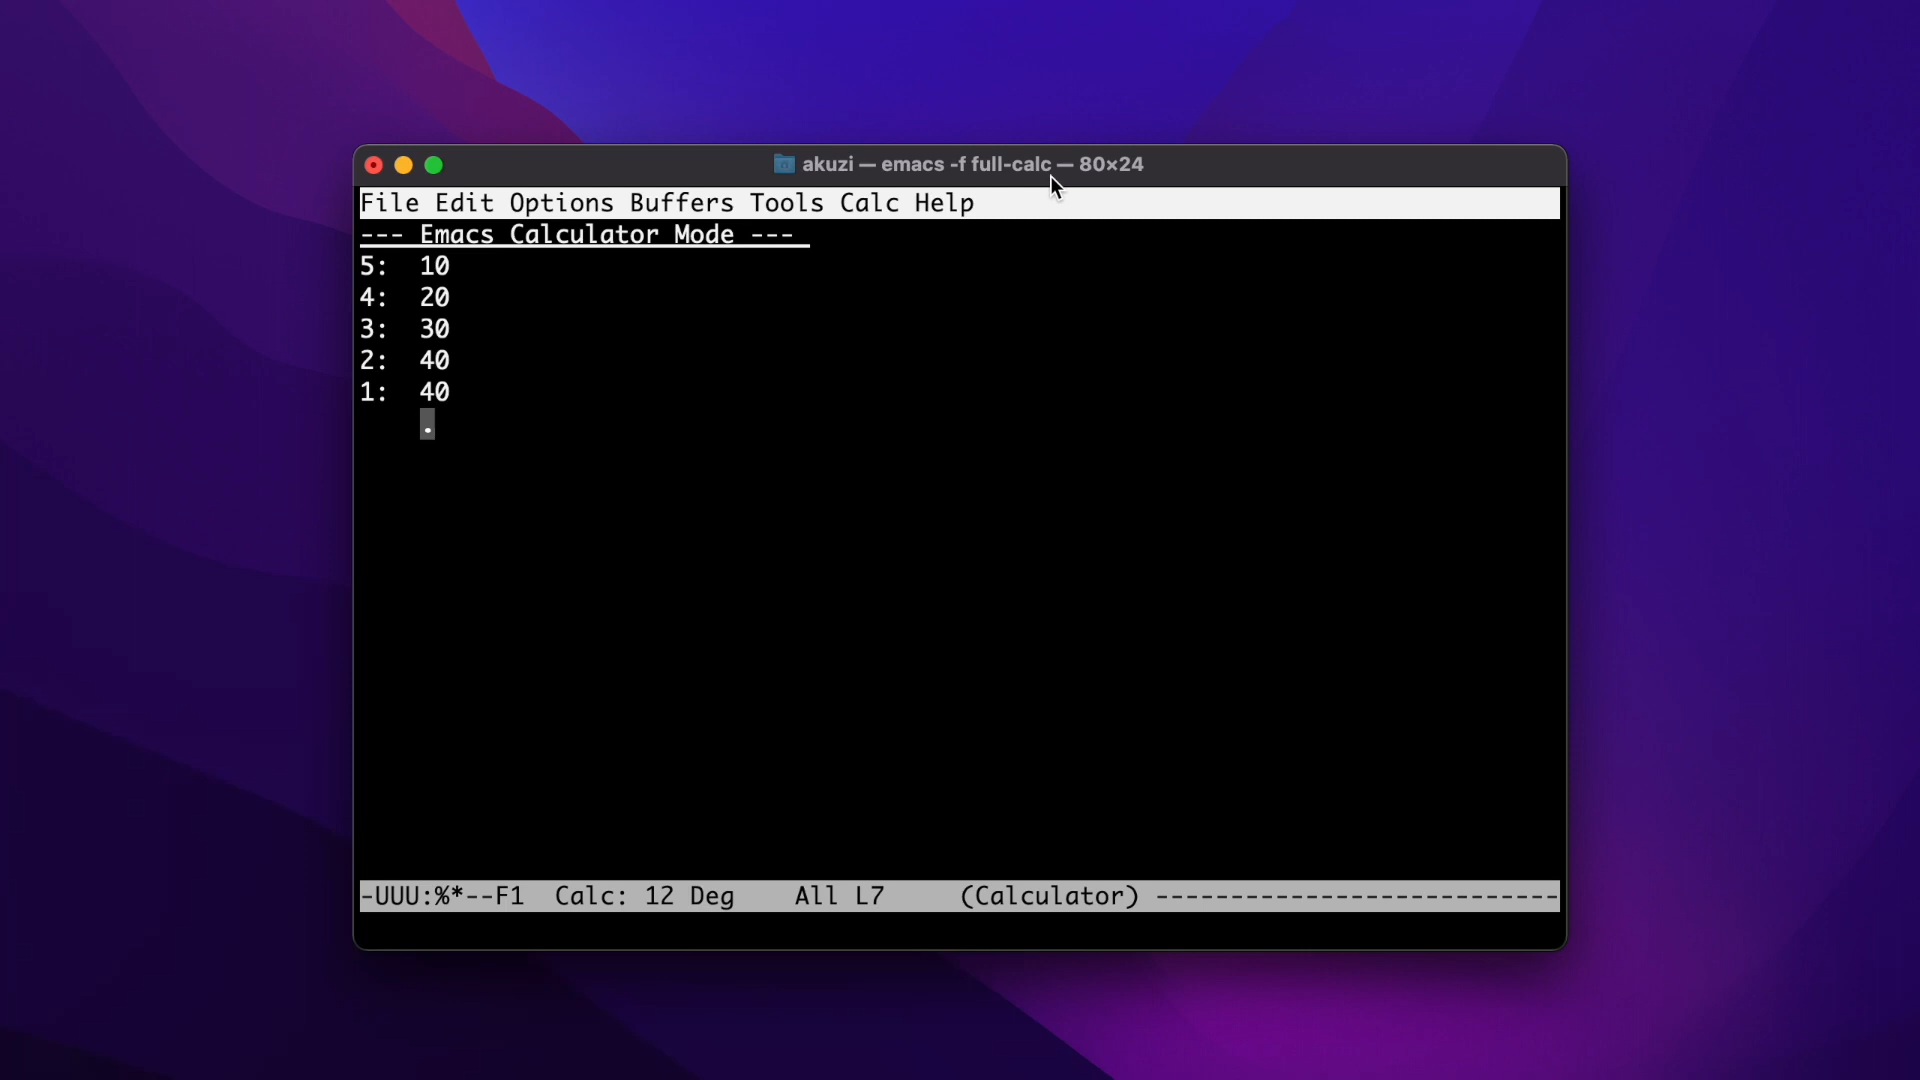 akuzi — emacs -f full-calc — 80×24
File Edit Options Buffers Tools Calc Help
--- Emacs Calculator Mode ---
5:  10
4:  20
3:  30
2:  40
1:  40
    .
-UUU:%*--F1  Calc: 12 Deg    All L7     (Calculator) ---------------------------